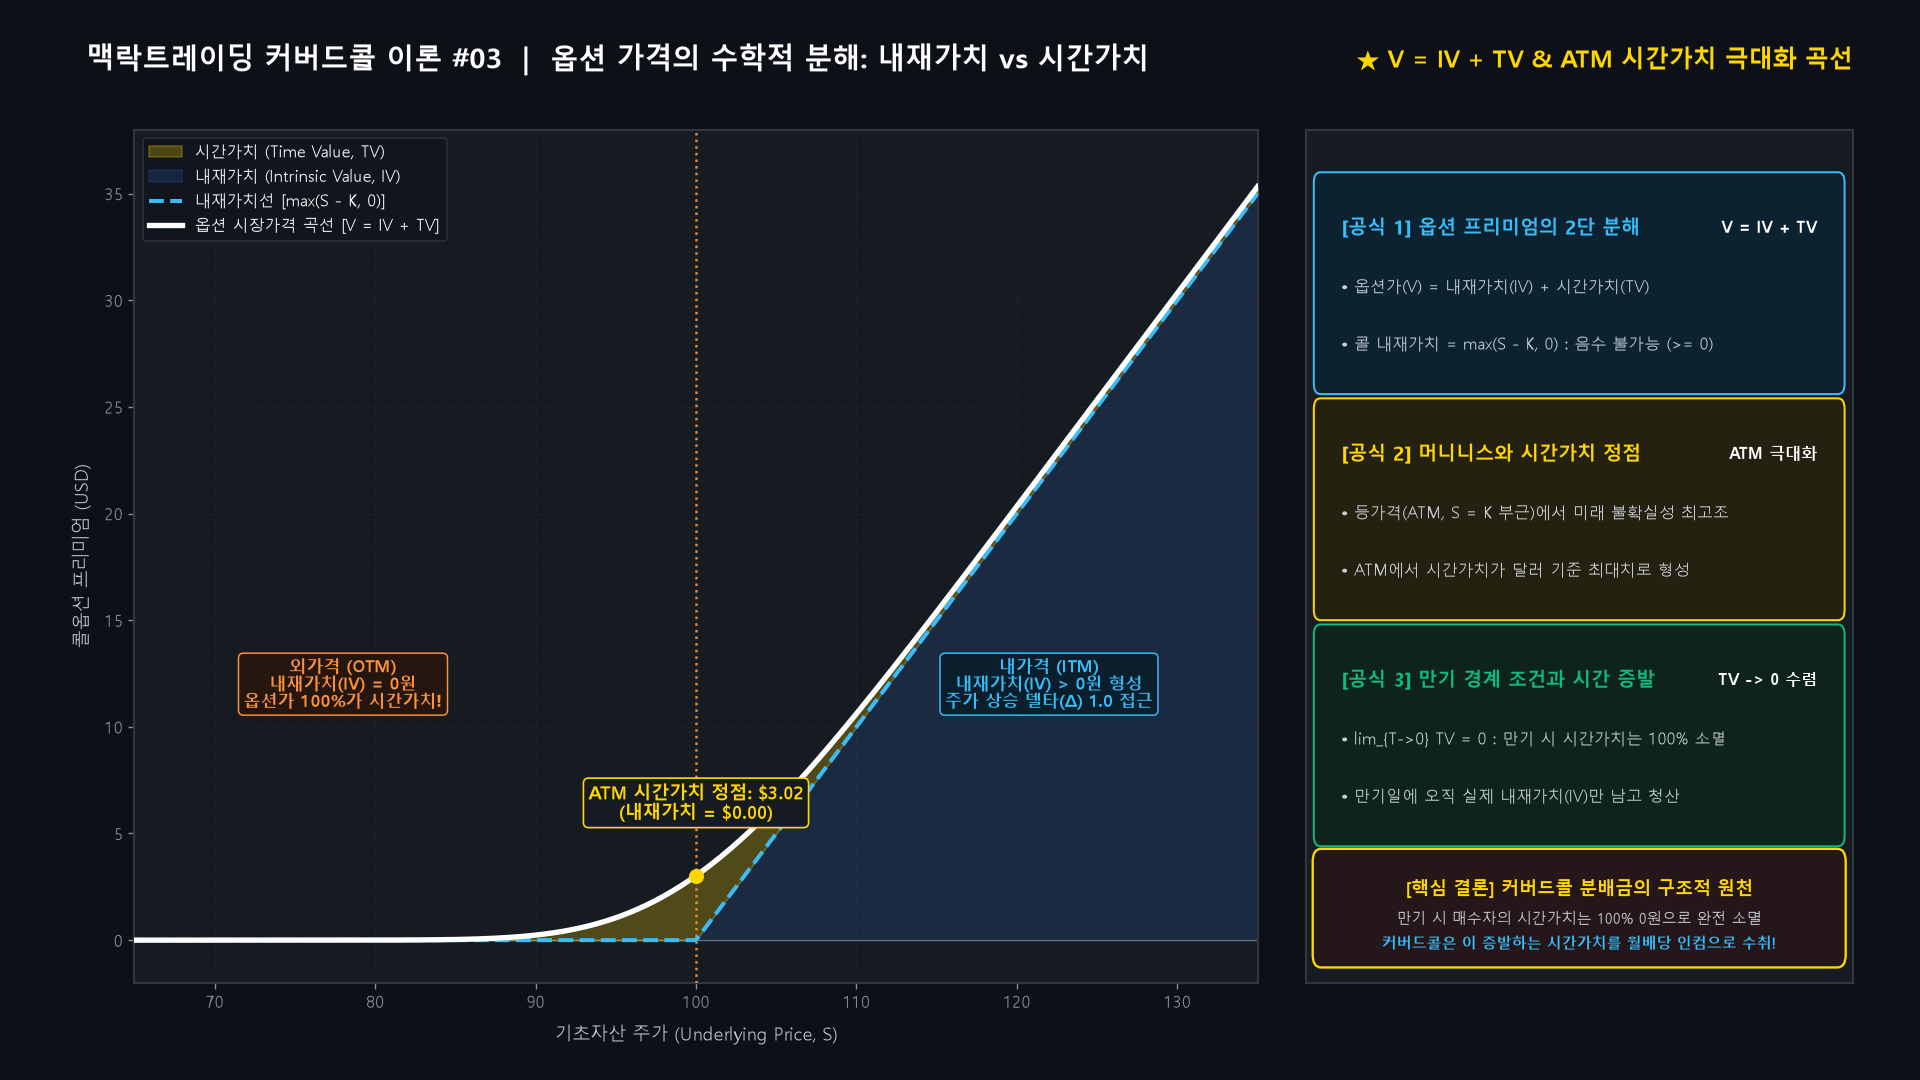 맥락트레이딩 커버드콜 이론 #03 | 옵션 가격의 수학적 분해: 내재가치 vs 시간가치
★ V = IV + TV & ATM 시간가치 극대화 곡선
시간가치 (Time Value, TV)
내재가치 (Intrinsic Value, IV)
내재가치선 [max(S - K, 0)]
옵션 시장가격 곡선 [V = IV + TV]
콜옵션 프리미엄 (USD)
35
30
25
20
15
10
5
0
외가격 (OTM)
내재가치(IV) = 0원
옵션가 100%가 시간가치!
내가격 (ITM)
내재가치(IV) > 0원 형성
주가 상승 델타(Δ) 1.0 접근
ATM 시간가치 정점: $3.02
(내재가치 = $0.00)
70
80
90
100
110
120
130
기초자산 주가 (Underlying Price, S)
[공식 1] 옵션 프리미엄의 2단 분해
V = IV + TV
• 옵션가(V) = 내재가치(IV) + 시간가치(TV)
• 콜 내재가치 = max(S - K, 0) : 음수 불가능 (>= 0)
[공식 2] 머니니스와 시간가치 정점
ATM 극대화
• 등가격(ATM, S = K 부근)에서 미래 불확실성 최고조
• ATM에서 시간가치가 달러 기준 최대치로 형성
[공식 3] 만기 경계 조건과 시간 증발
TV -> 0 수렴
• lim_{T->0} TV = 0 : 만기 시 시간가치는 100% 소멸
• 만기일에 오직 실제 내재가치(IV)만 남고 청산
[핵심 결론] 커버드콜 분배금의 구조적 원천
만기 시 매수자의 시간가치는 100% 0원으로 완전 소멸
커버드콜은 이 증발하는 시간가치를 월배당 인컴으로 수취!